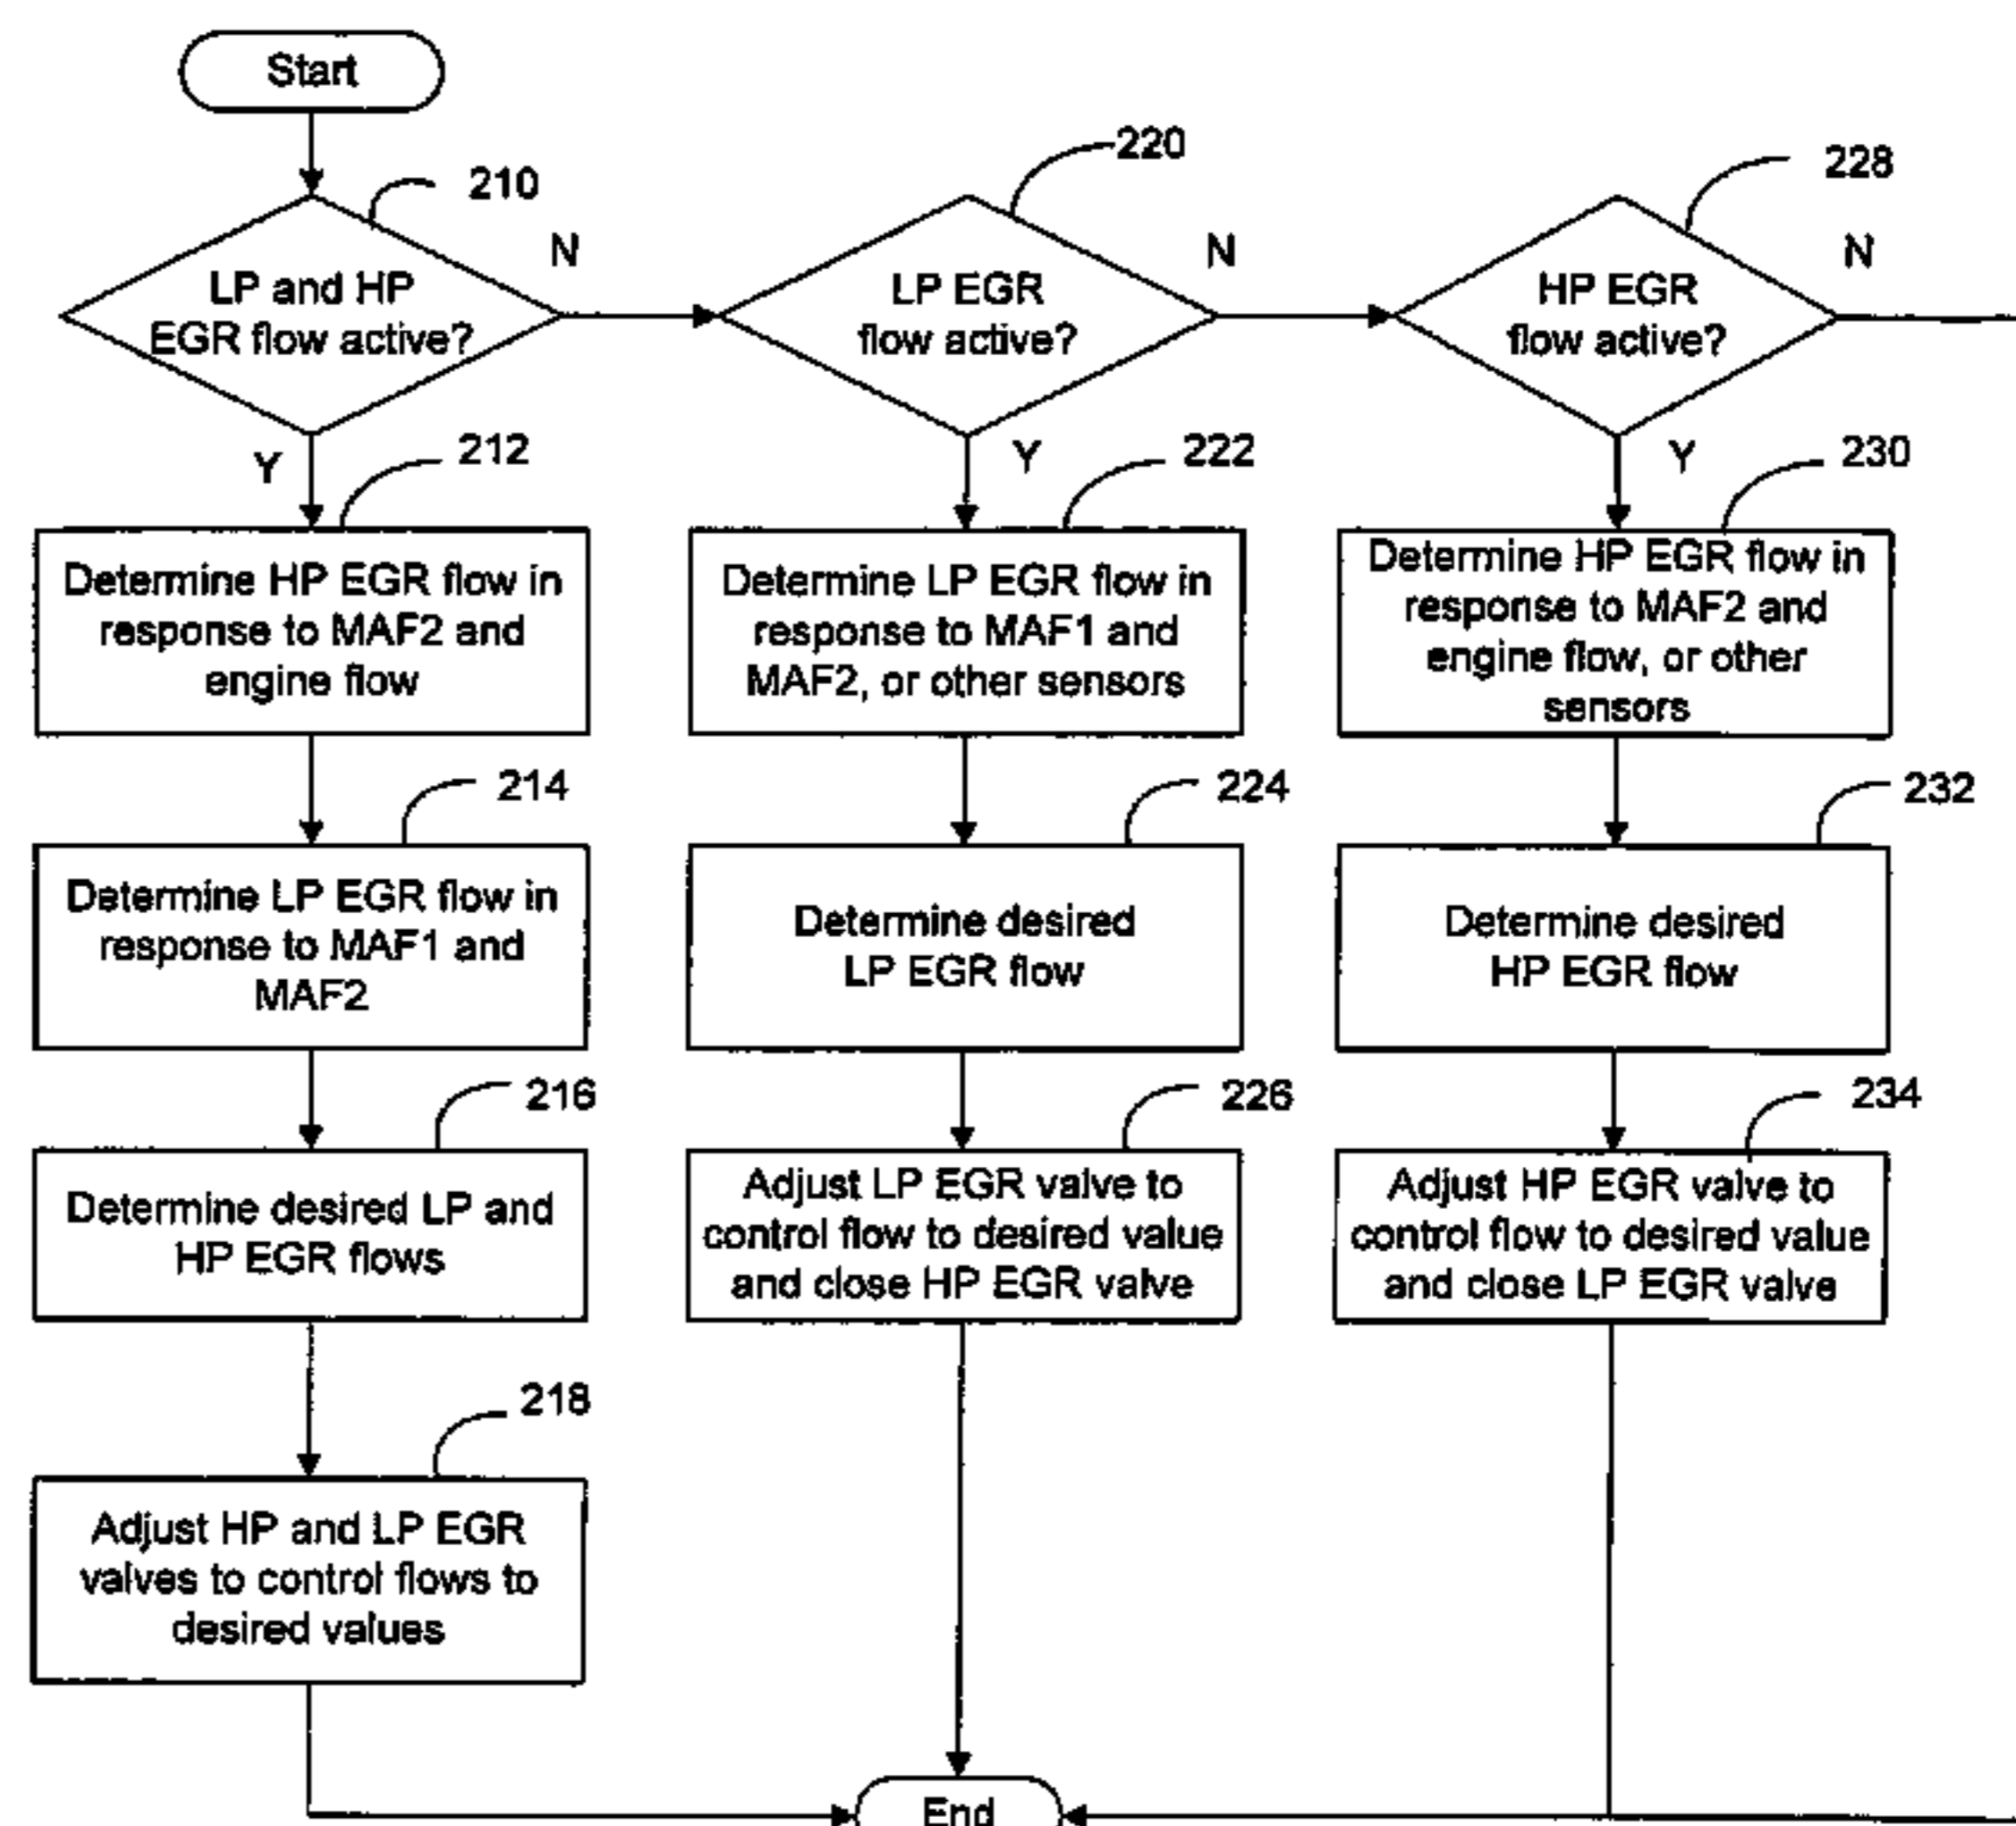 Start
210
LP and HP
EGR flow active?
N
Y
220
LP EGR
flow active?
N
Y
228
HP EGR
flow active?
N
Y
212
Determine HP EGR flow in
response to MAF2 and
engine flow
222
Determine LP EGR flow in
response to MAF1 and
MAF2, or other sensors
230
Determine HP EGR flow in
response to MAF2 and
engine flow, or other
sensors
214
Determine LP EGR flow in
response to MAF1 and
MAF2
224
Determine desired
LP EGR flow
232
Determine desired
HP EGR flow
216
Determine desired LP and
HP EGR flows
226
Adjust LP EGR valve to
control flow to desired value
and close HP EGR valve
234
Adjust HP EGR valve to
control flow to desired value
and close LP EGR valve
218
Adjust HP and LP EGR
valves to control flows to
desired values
End